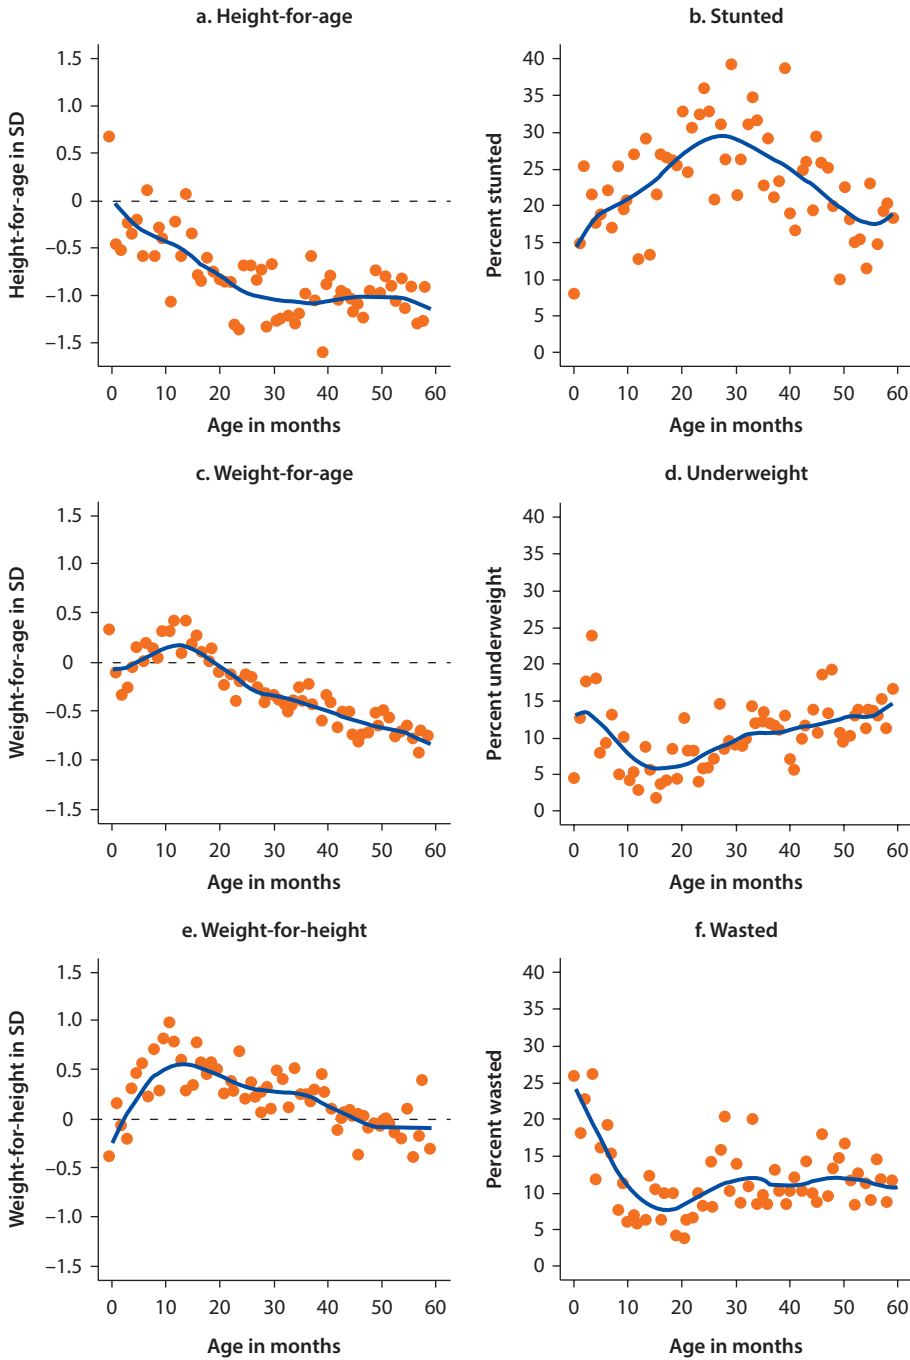 a. Height-for-age
Height-for-age in SD
1.5
1.0
0.5
0
−0.5
−1.0
−1.5
0 10 20 30 40 50 60
Age in months
b. Stunted
Percent stunted
40
35
30
25
20
15
10
5
0
0 10 20 30 40 50 60
Age in months
c. Weight-for-age
Weight-for-age in SD
1.5
1.0
0.5
0
−0.5
−1.0
−1.5
0 10 20 30 40 50 60
Age in months
d. Underweight
Percent underweight
40
35
30
25
20
15
10
5
0
0 10 20 30 40 50 60
Age in months
e. Weight-for-height
Weight-for-height in SD
1.5
1.0
0.5
0
−0.5
−1.0
−1.5
0 10 20 30 40 50 60
Age in months
f. Wasted
Percent wasted
40
35
30
25
20
15
10
5
0
0 10 20 30 40 50 60
Age in months